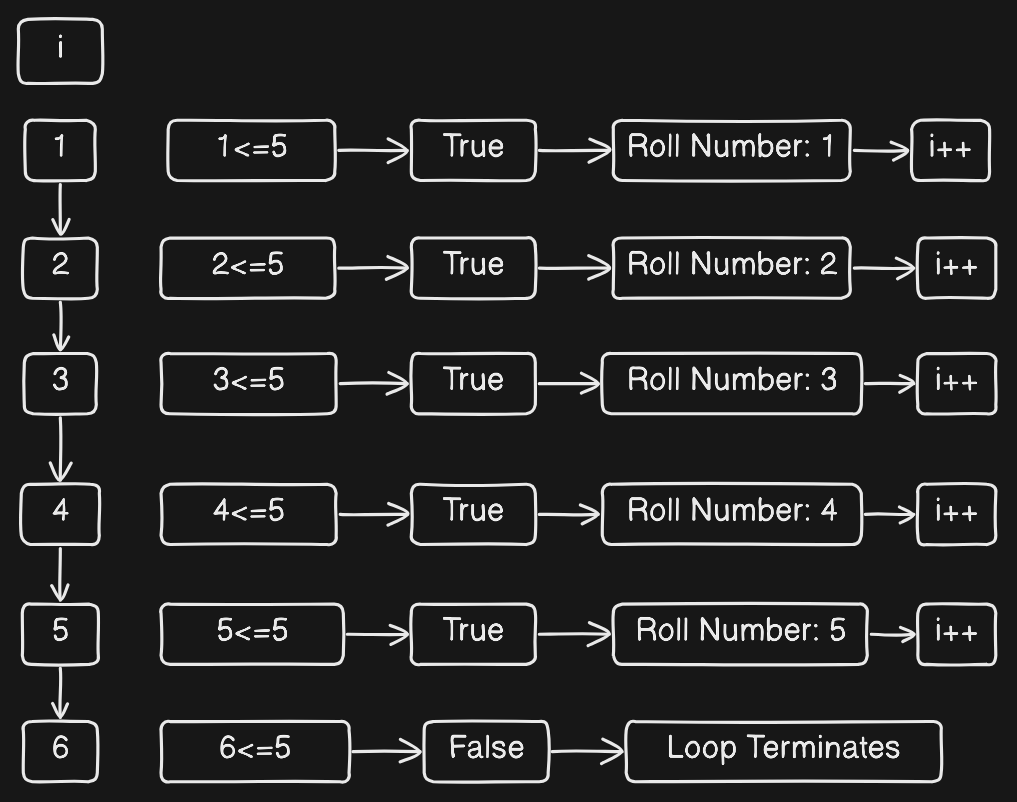 i
1 1<=5 True Roll Number: 1 i++
2 2<=5 True Roll Number: 2 i++
3 3<=5 True Roll Number: 3 i++
4 4<=5 True Roll Number: 4 i++
5 5<=5 True Roll Number: 5 i++
6 6<=5 False Loop Terminates